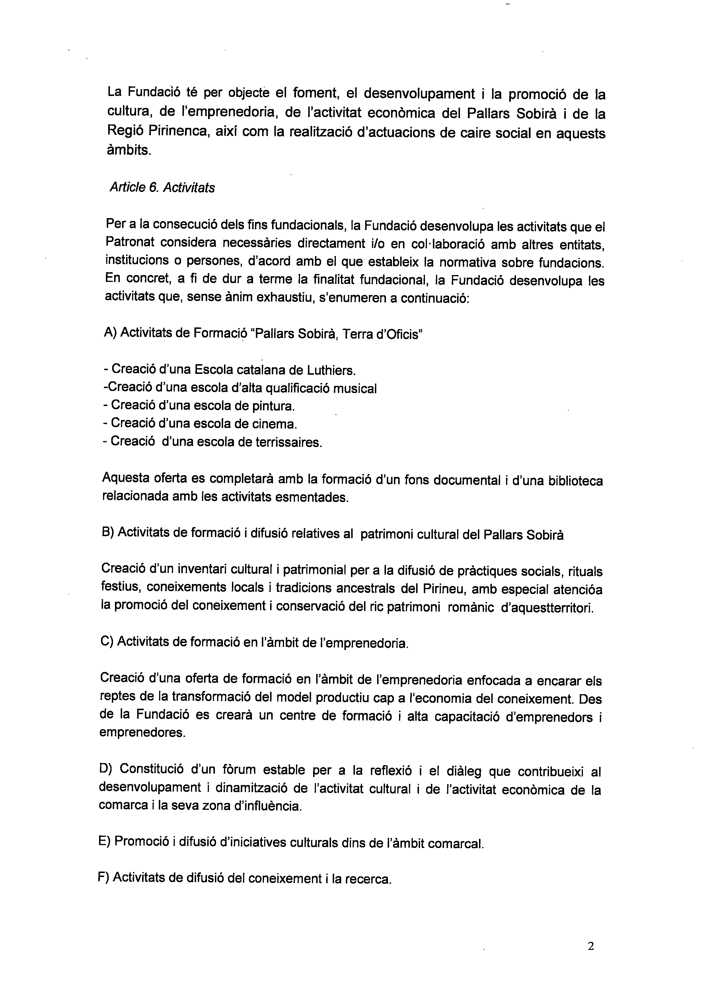 La Fundació té per objecte el foment, el desenvolupament i la promoció de la
cultura, de l'emprenedoria, de l'activitat econòmica del Pallars Sobirà i de la
Regió Pirinenca, així com la realització d'actuacions de caire social en aquests
àmbits.
Article 6. Activitats
Per a la consecució dels fins fundacionals, la Fundació desenvolupa les activitats que el
Patronat considera necessàries directament i/o en col·laboració amb altres entitats,
institucions o persones, d'acord amb el que estableix la normativa sobre fundacions.
En concret, a fi de dur a terme la finalitat fundacional, la Fundació desenvolupa les
activitats que, sense ànim exhaustiu, s'enumeren a continuació:
A) Activitats de Formació “Pallars Sobirà, Terra d'Oficis”
- Creació d'una Escola catalana de Luthiers.
-Creació d'una escola d'alta qualificació musical
- Creació d'una escola de pintura.
- Creació d'una escola de cinema.
- Creació  d'una escola de terrissaires.
Aquesta oferta es completarà amb la formació d'un fons documental i d'una biblioteca
relacionada amb les activitats esmentades.
B) Activitats de formació i difusió relatives al  patrimoni cultural del Pallars Sobirà
Creació d'un inventari cultural i patrimonial per a la difusió de pràctiques socials, rituals
festius, coneixements locals i tradicions ancestrals del Pirineu, amb especial atencióa
la promoció del coneixement i conservació del ric patrimoni  romànic  d'aquestterritori.
C) Activitats de formació en l'àmbit de l'emprenedoria.
Creació d'una oferta de formació en l'àmbit de l'emprenedoria enfocada a encarar els
reptes de la transformació del model productiu cap a l'economia del coneixement. Des
de la Fundació es crearà un centre de formació i alta capacitació d'emprenedors i
emprenedores.
D) Constitució d'un fòrum estable per a la reflexió i el diàleg que contribueixi al
desenvolupament i dinamització de l'activitat cultural i de l'activitat econòmica de la
comarca i la seva zona d'influència.
E) Promoció i difusió d'iniciatives culturals dins de l'àmbit comarcal.
F) Activitats de difusió del coneixement i la recerca.
2